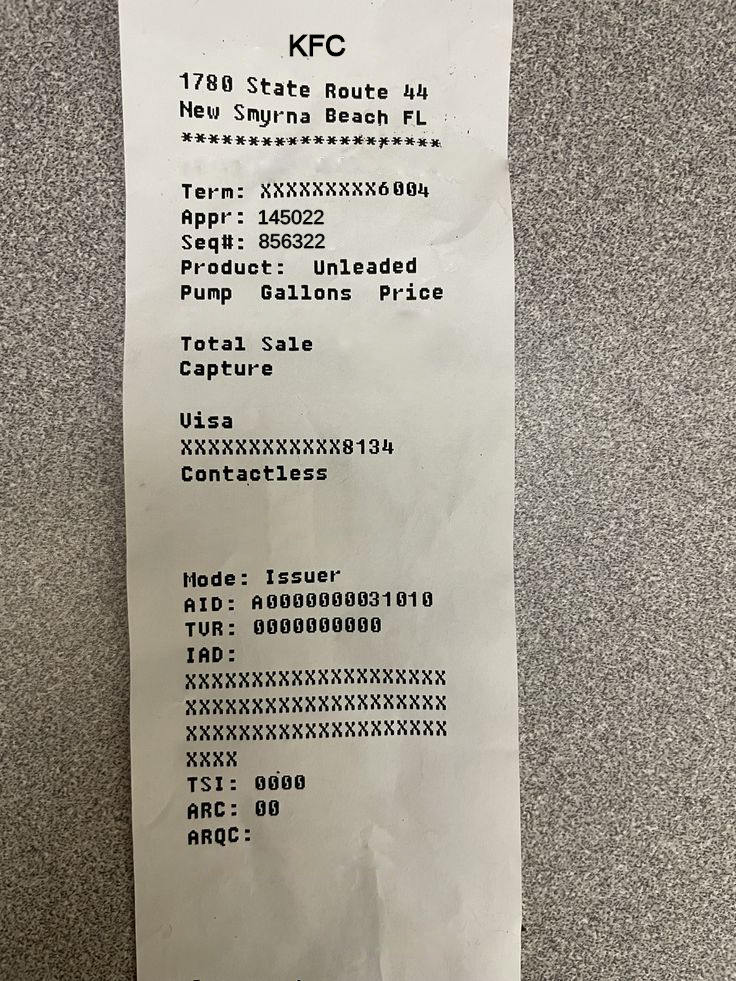 KFC
1780 State Route 44
New Smyrna Beach FL
********************
Term: XXXXXXXXX6004
Appr: 145022
Seq#: 856322
Product: Unleaded
Pump Gallons Price
Total Sale
Capture
Visa
XXXXXXXXXXXX8134
Contactless
Mode: Issuer
AID: A0000000031010
TVR: 0000000000
IAD:
XXXXXXXXXXXXXXXXXXXX
XXXXXXXXXXXXXXXXXXXX
XXXXXXXXXXXXXXXXXXXX
XXXX
TSI: 0000
ARC: 00
ARQC: